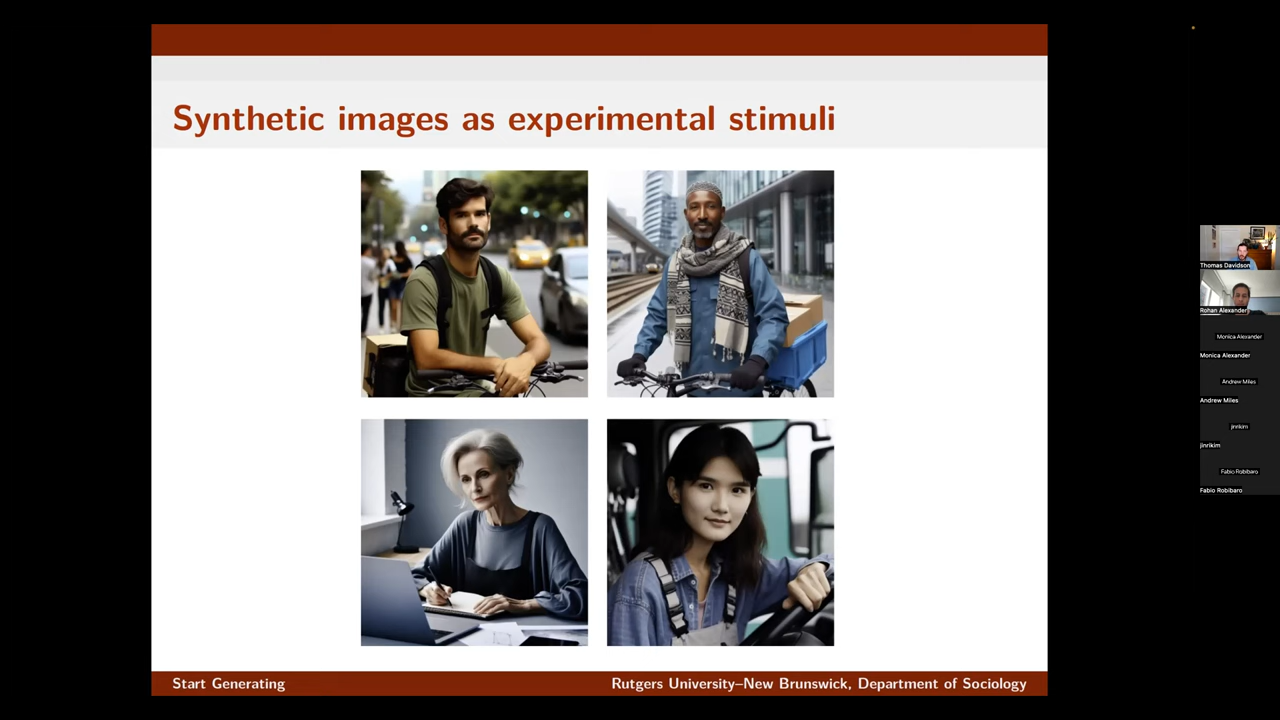 Synthetic images as experimental stimuli
Start Generating
Rutgers University–New Brunswick, Department of Sociology
Thomas Davidson
Rohan Alexander
Monica Alexander
Monica Alexander
Andrew Miles
Andrew Miles
jinrikim
jinrikim
Fabio Robibaro
Fabio Robibaro